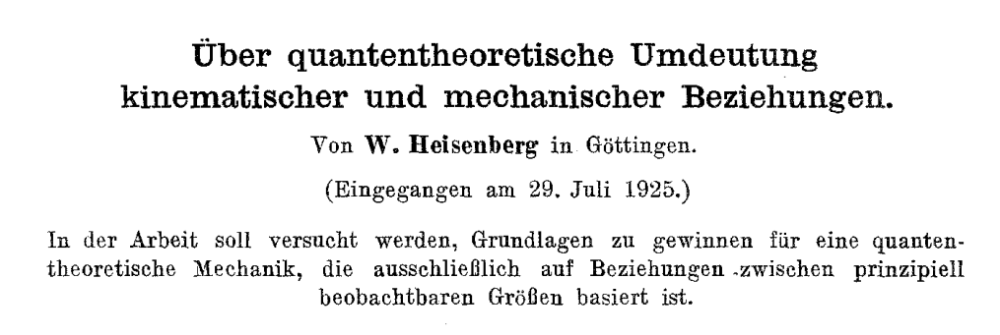 Über quantentheoretische Umdeutung
kinematischer und mechanischer Beziehungen.
Von W. Heisenberg in Göttingen.
(Eingegangen am 29. Juli 1925.)
In der Arbeit soll versucht werden, Grundlagen zu gewinnen für eine quanten-
theoretische Mechanik, die ausschließlich auf Beziehungen zwischen prinzipiell
beobachtbaren Größen basiert ist.